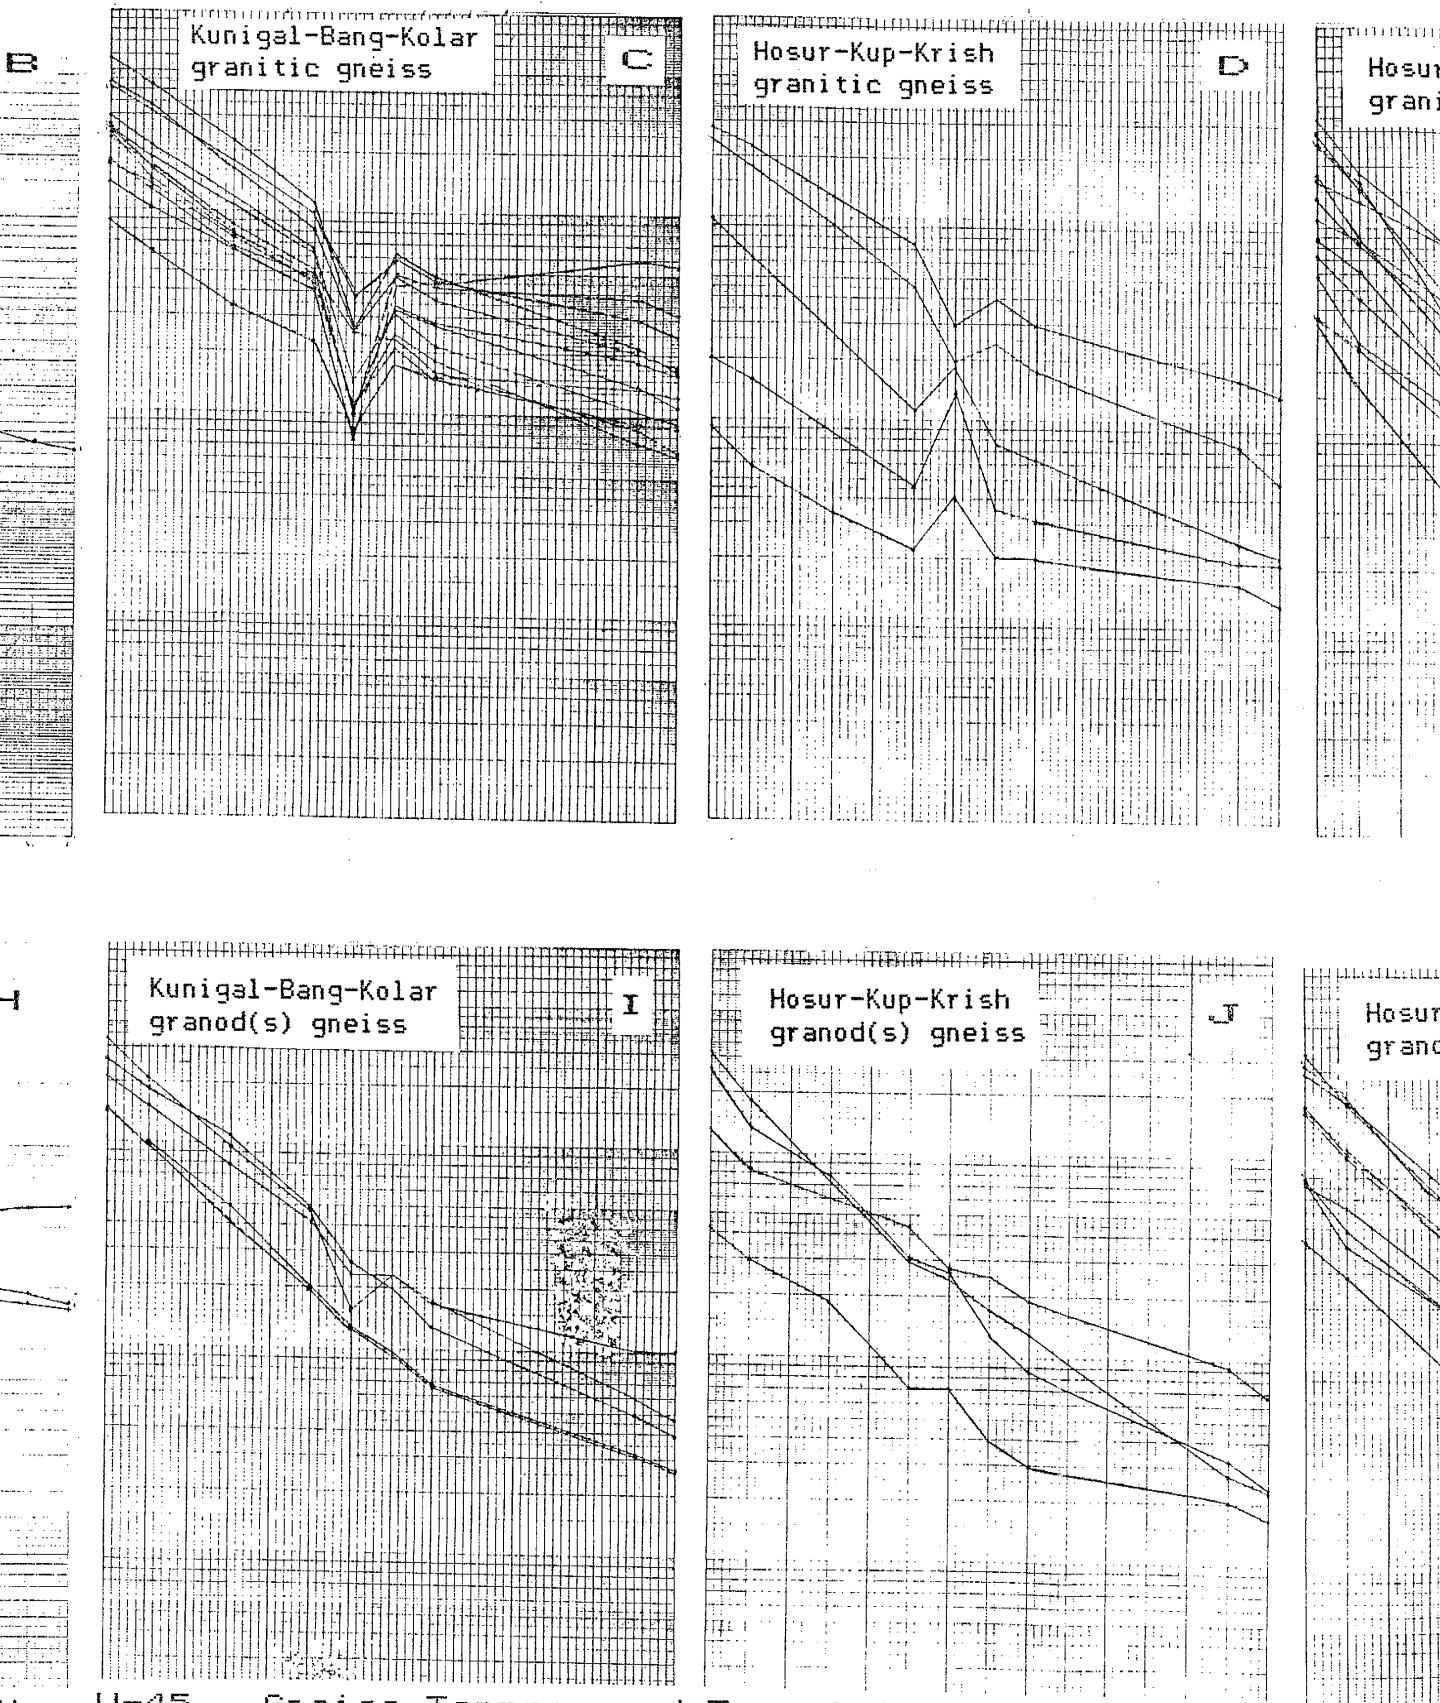 B
Kunigal-Bang-Kolar
granitic gneiss
C
Hosur-Kup-Krish
granitic gneiss
D
Hosur
grani
Kunigal-Bang-Kolar
granod(s) gneiss
I
Hosur-Kup-Krish
granod(s) gneiss
J
Hosur
grano